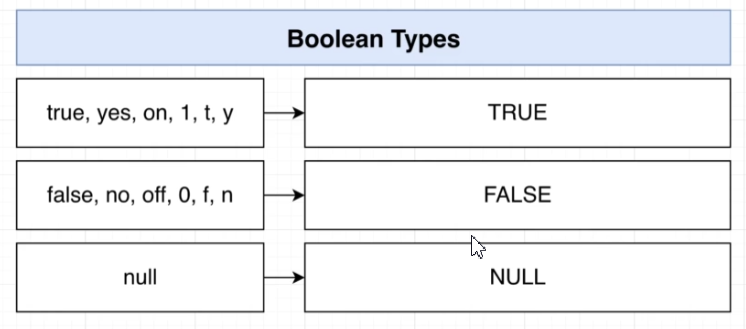 Boolean Types
true, yes, on, 1, t, y
TRUE
false, no, off, 0, f, n
FALSE
null
NULL